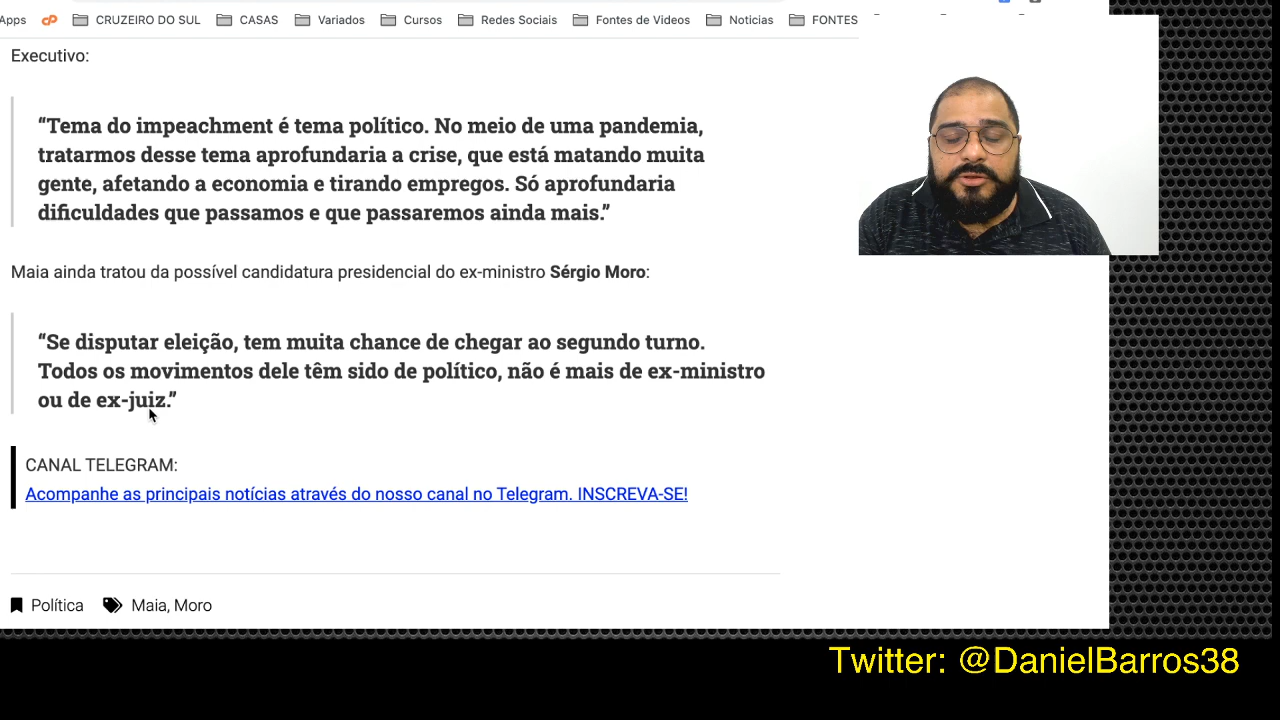 Apps CRUZEIRO DO SUL CASAS Variados Cursos Redes Sociais Fontes de Videos Noticias FONTES
Executivo:
“Tema do impeachment é tema político. No meio de uma pandemia,
tratarmos desse tema aprofundaria a crise, que está matando muita
gente, afetando a economia e tirando empregos. Só aprofundaria
dificuldades que passamos e que passaremos ainda mais.”
Maia ainda tratou da possível candidatura presidencial do ex-ministro Sérgio Moro:
“Se disputar eleição, tem muita chance de chegar ao segundo turno.
Todos os movimentos dele têm sido de político, não é mais de ex-ministro
ou de ex-juiz.”
CANAL TELEGRAM:
Acompanhe as principais notícias através do nosso canal no Telegram. INSCREVA-SE!
Política Maia, Moro
Twitter: @DanielBarros38